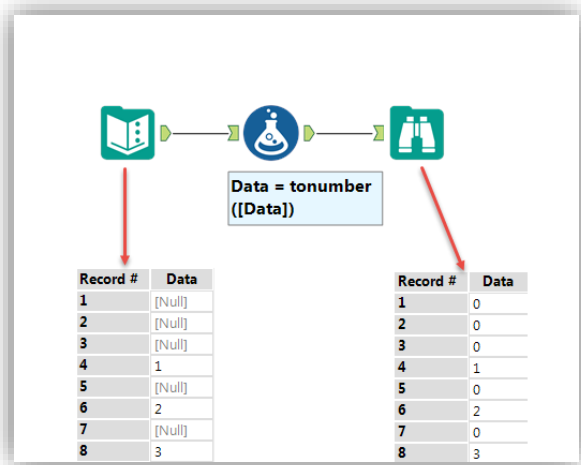 Data = tonumber
([Data])
Record # Data
1 [Null]
2 [Null]
3 [Null]
4 1
5 [Null]
6 2
7 [Null]
8 3
Record # Data
1 0
2 0
3 0
4 1
5 0
6 2
7 0
8 3